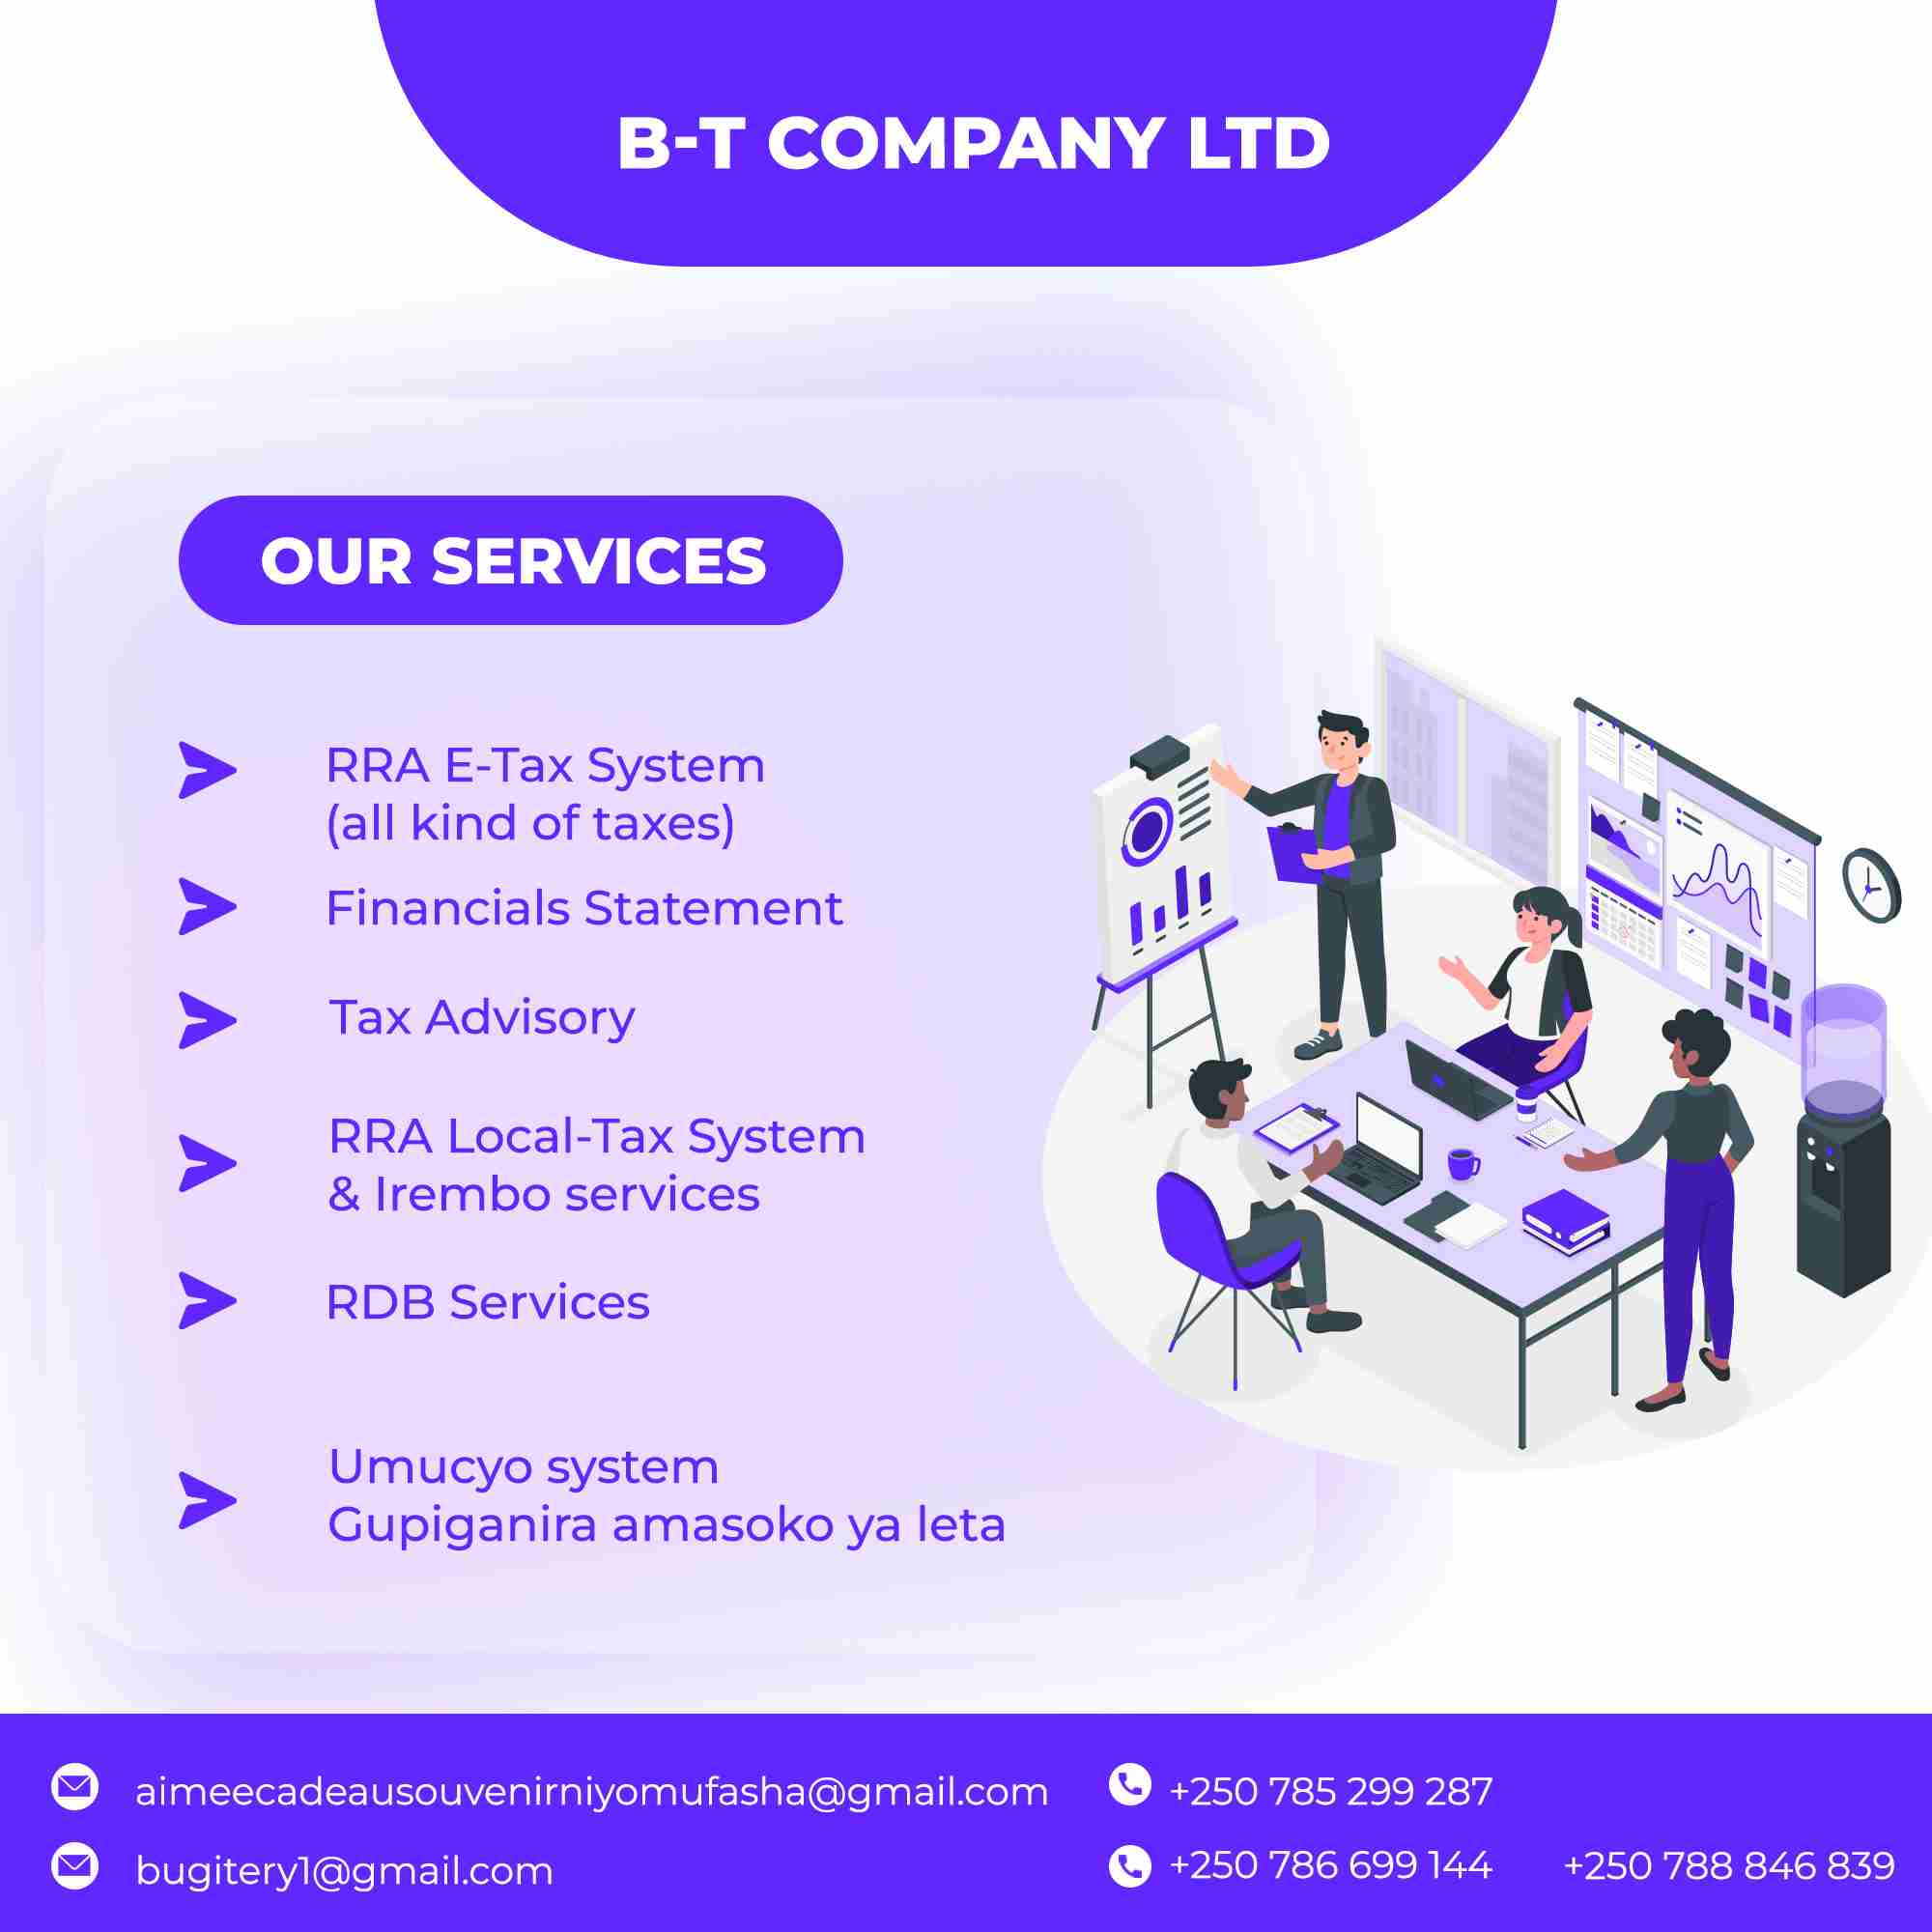 B-T COMPANY LTD
OUR SERVICES
RRA E-Tax System
(all kind of taxes)
Financials Statement
Tax Advisory
RRA Local-Tax System
& Irembo services
RDB Services
Umucyo system
Gupiganira amasoko ya leta
aimeecadeausouvenirniyomufasha@gmail.com
+250 785 299 287
bugitery1@gmail.com
+250 786 699 144
+250 788 846 839